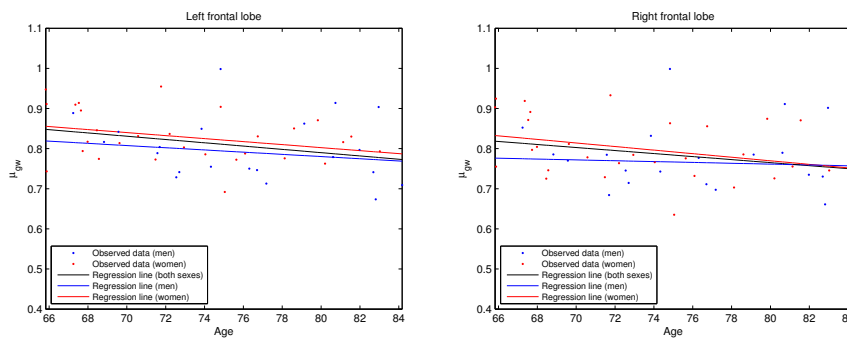 Left frontal lobe
1.1
1
0.9
0.8
0.7
0.6
0.5
0.4
μgw
66 68 70 72 74 76 78 80 82 84
Age
Observed data (men)
Observed data (women)
Regression line (both sexes)
Regression line (men)
Regression line (women)
Right frontal lobe
1.1
1
0.9
0.8
0.7
0.6
0.5
0.4
μgw
66 68 70 72 74 76 78 80 82 84
Age
Observed data (men)
Observed data (women)
Regression line (both sexes)
Regression line (men)
Regression line (women)